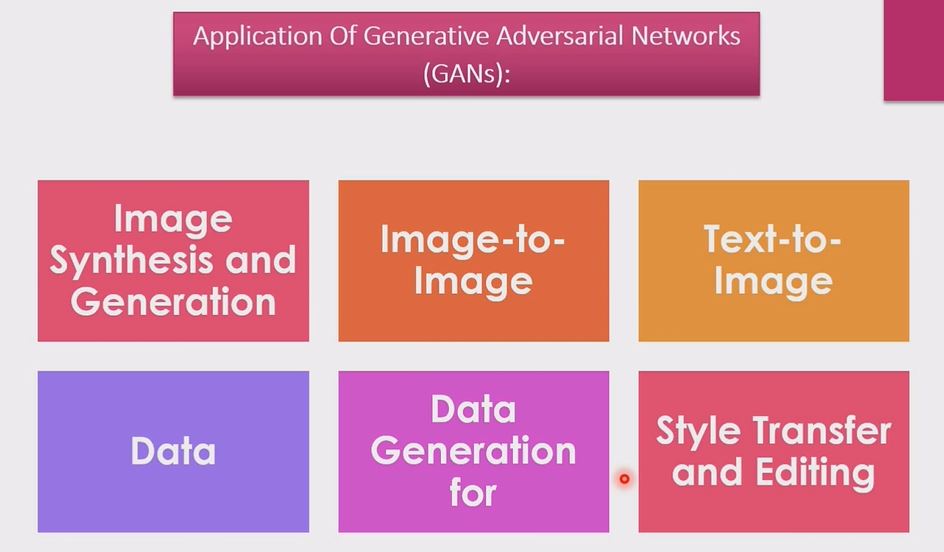 Application Of Generative Adversarial Networks
(GANs):
Image
Synthesis and
Generation
Image-to-
Image
Text-to-
Image
Data
Data
Generation
for
Style Transfer
and Editing